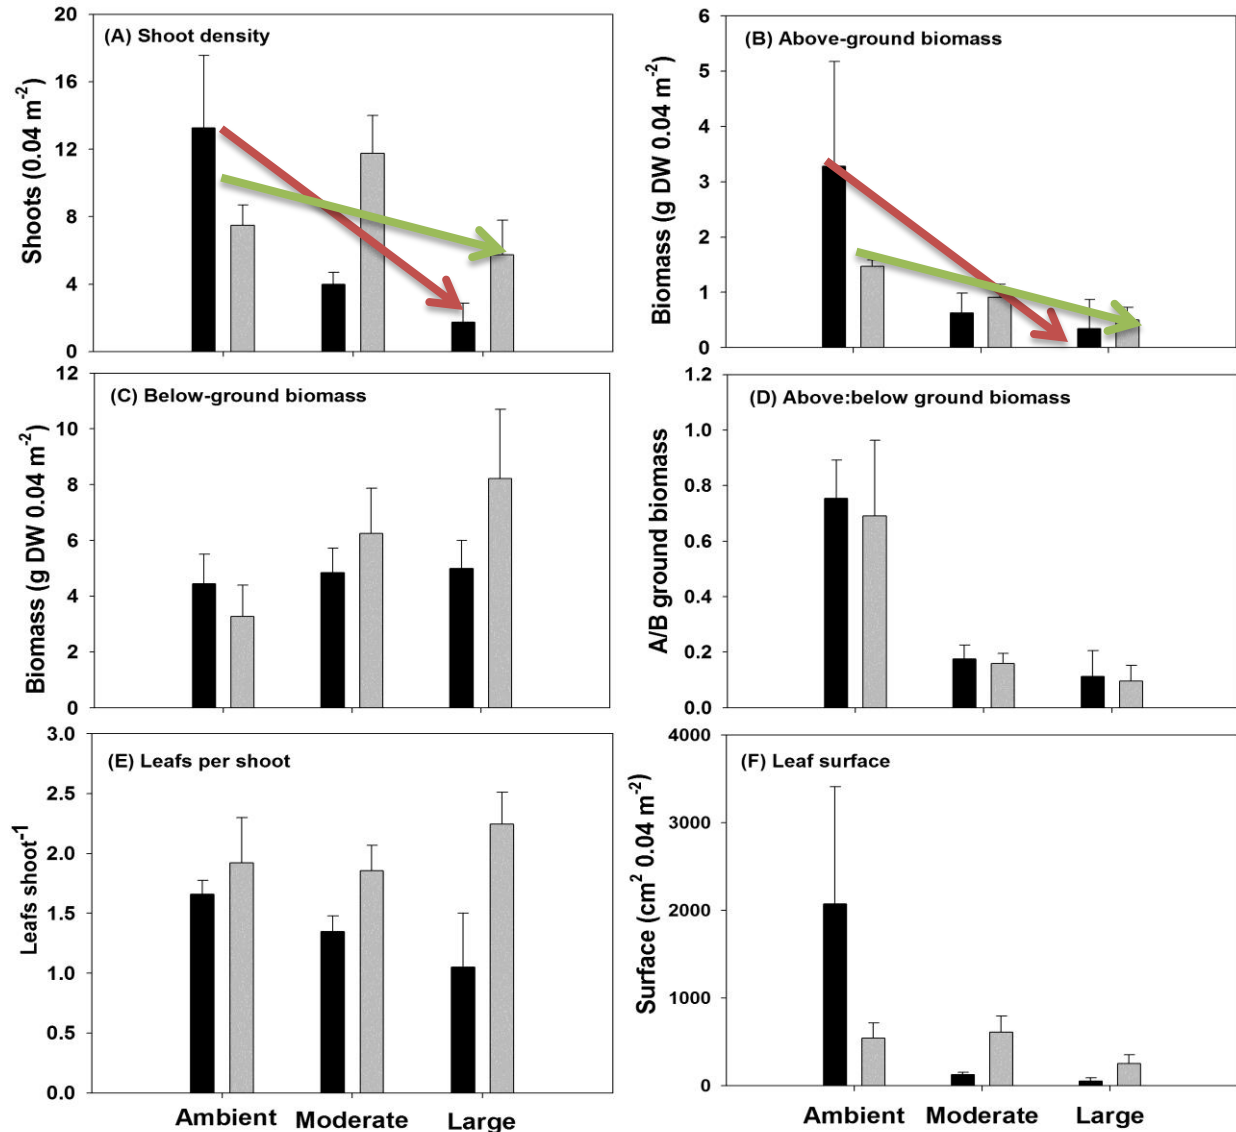 (A) Shoot density
Shoots (0.04 m⁻²)
20
16
12
8
4
0
(B) Above-ground biomass
Biomass (g DW 0.04 m⁻²)
6
5
4
3
2
1
0
(C) Below-ground biomass
Biomass (g DW 0.04 m⁻²)
12
10
8
6
4
2
0
(D) Above:below ground biomass
A/B ground biomass
1.2
1.0
0.8
0.6
0.4
0.2
0.0
(E) Leafs per shoot
Leafs shoot⁻¹
3.0
2.5
2.0
1.5
1.0
0.5
0.0
Ambient Moderate Large
(F) Leaf surface
Surface (cm² 0.04 m⁻²)
4000
3000
2000
1000
0
Ambient Moderate Large